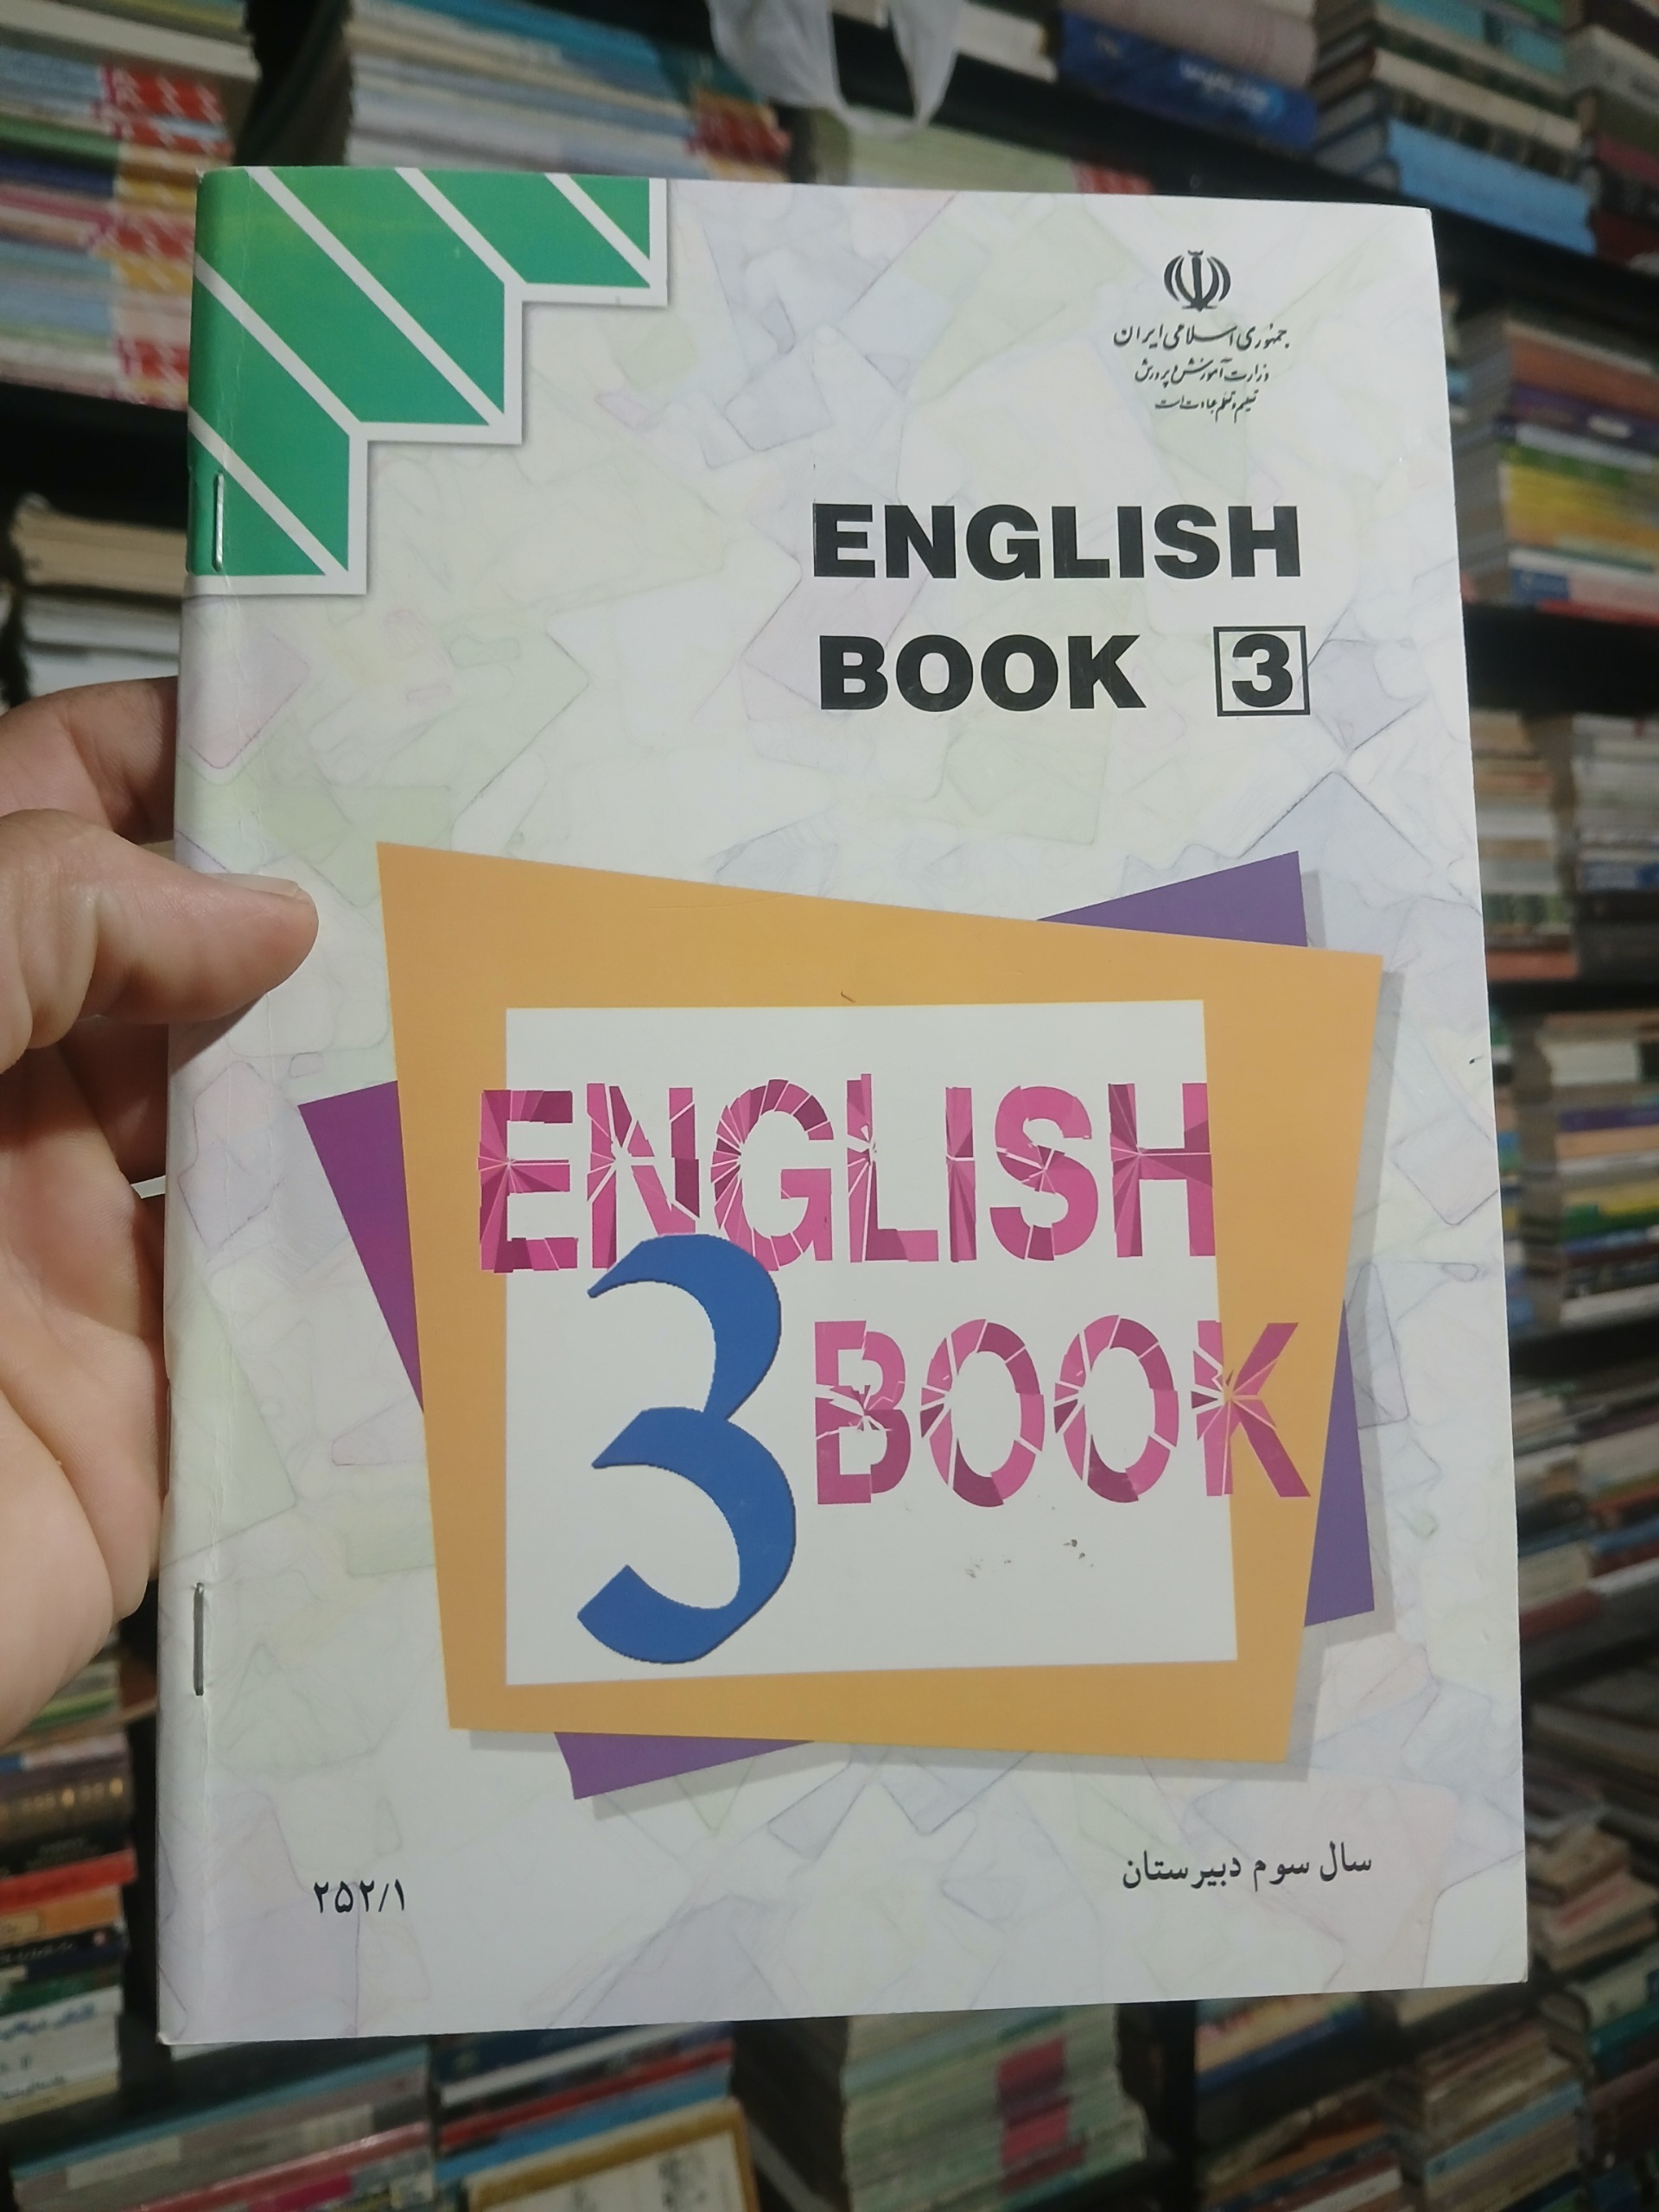 جمهوری اسلامی ایران
وزارت آموزش و پرورش
تعلیم و تعلم عبادت است
ENGLISH
BOOK 3
ENGLISH
3 BOOK
سال سوم دبیرستان
۲۵۲/۱